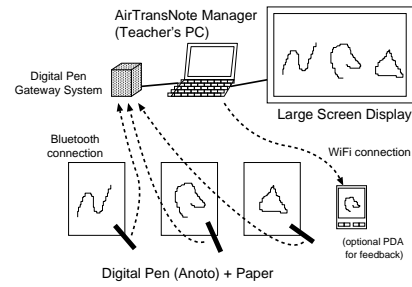 AirTransNote Manager
(Teacher's PC)
Digital Pen
Gateway System
Large Screen Display
Bluetooth
connection
WiFi connection
(optional PDA
for feedback)
Digital Pen (Anoto) + Paper